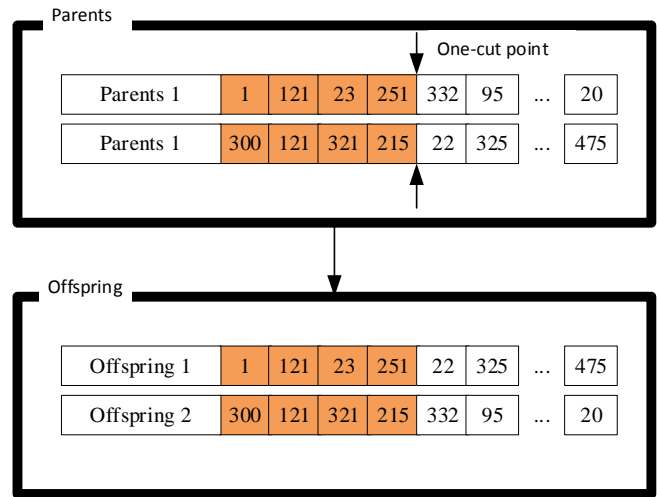 Parents
One-cut point
Parents 1 1 121 23 251 332 95 ... 20
Parents 1 300 121 321 215 22 325 ... 475
Offspring
Offspring 1 1 121 23 251 22 325 ... 475
Offspring 2 300 121 321 215 332 95 ... 20